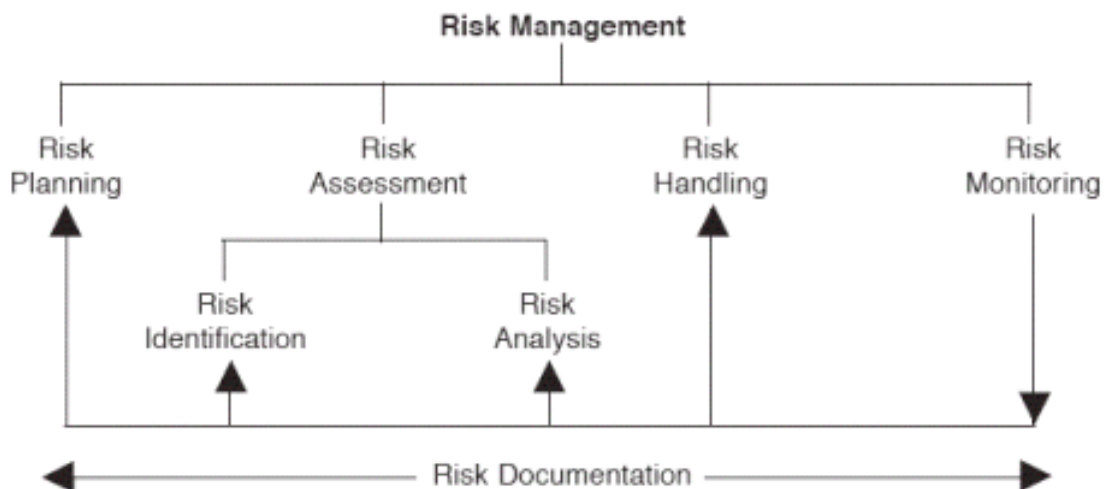 Risk Management
Risk
Planning
Risk
Assessment
Risk
Handling
Risk
Monitoring
Risk
Identification
Risk
Analysis
Risk Documentation